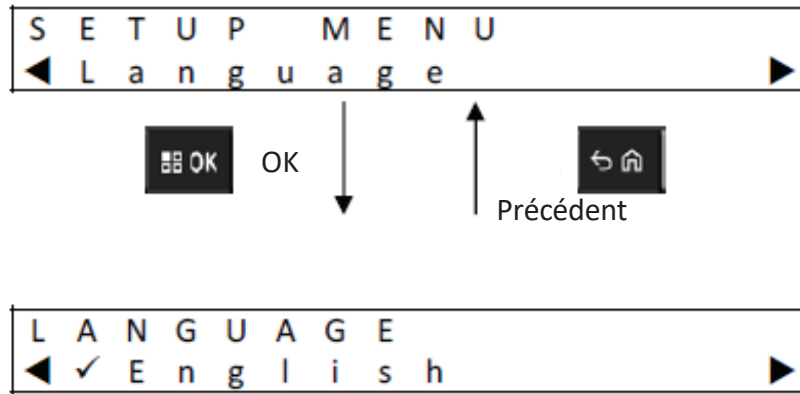 SETUP MENU
◀ Language ▶
OK OK
Précédent
LANGUAGE
◀ ✓ English ▶